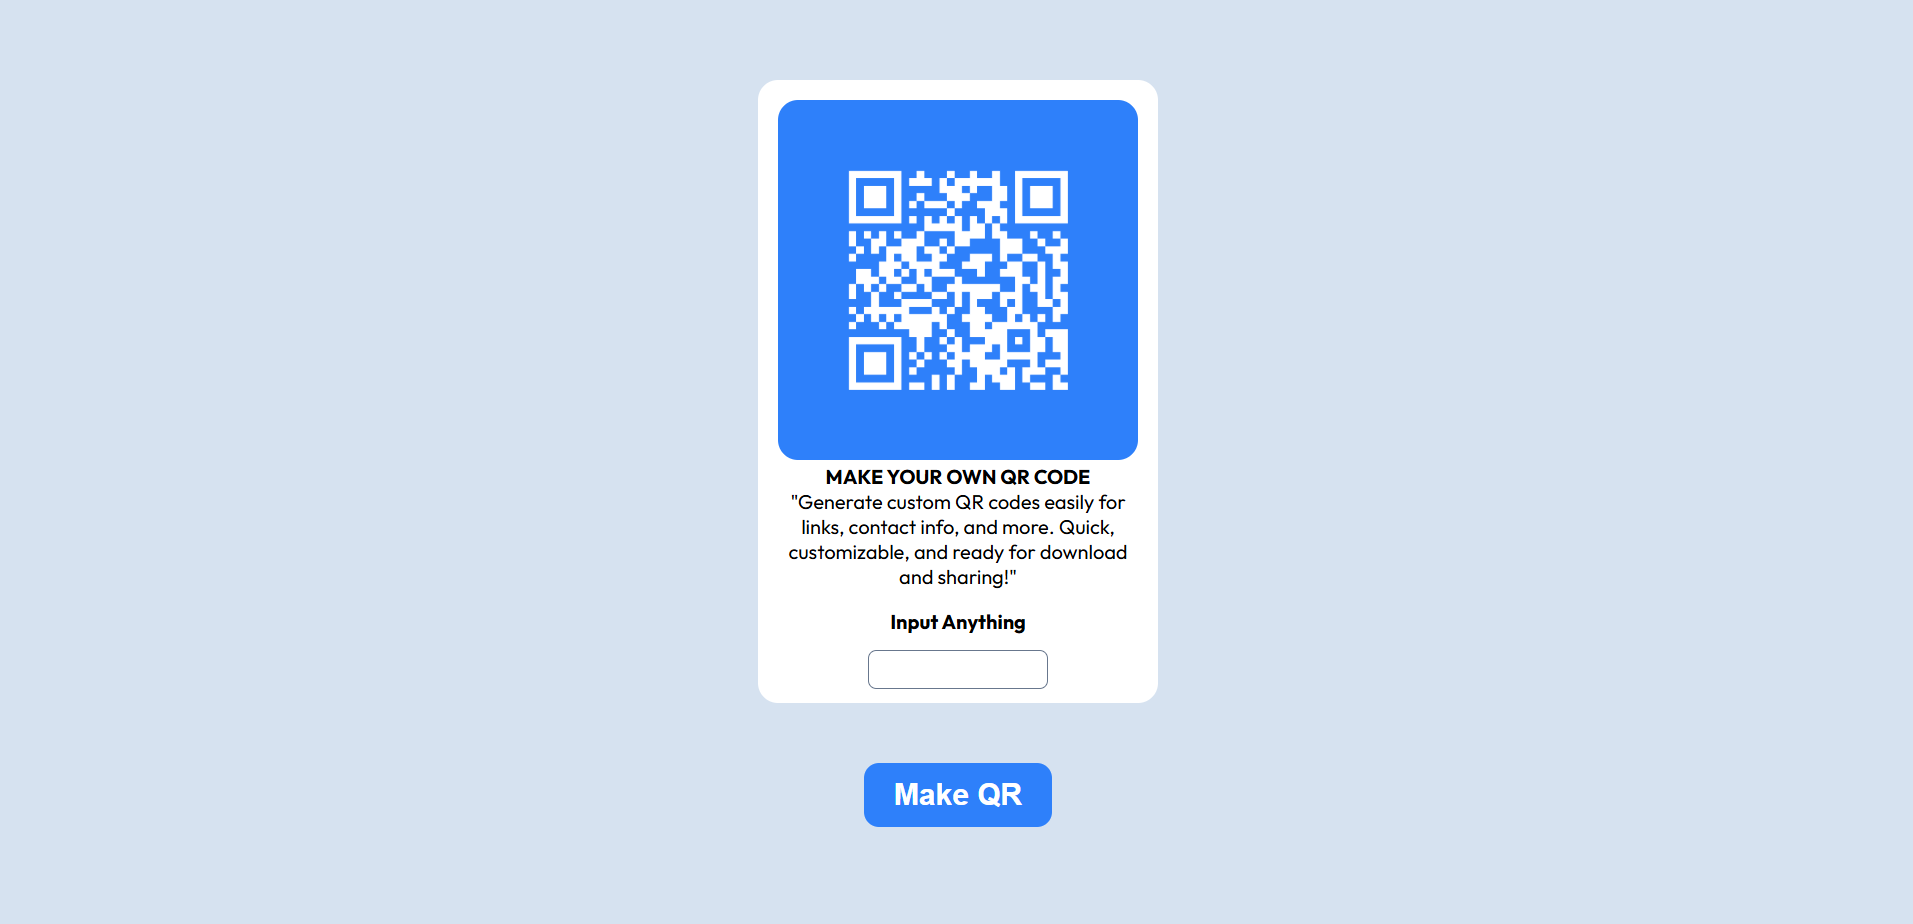 MAKE YOUR OWN QR CODE
"Generate custom QR codes easily for
links, contact info, and more. Quick,
customizable, and ready for download
and sharing!"
Input Anything
Make QR